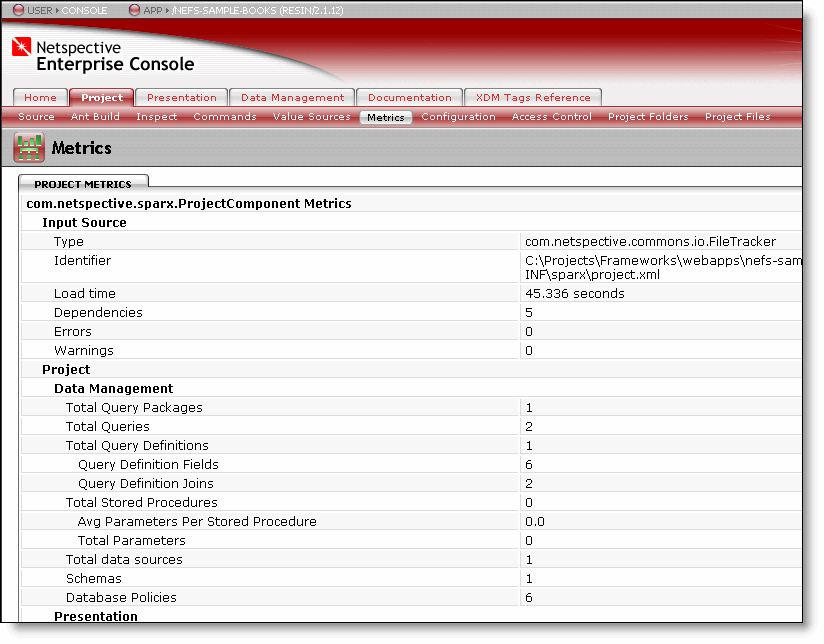 USER CONSOLE APP /NEFS-SAMPLE-BOOKS (RESIN/2.1.12)
Netspective
Enterprise Console
Home Project Presentation Data Management Documentation XDM Tags Reference
Source Ant Build Inspect Commands Value Sources Metrics Configuration Access Control Project Folders Project Files
Metrics
PROJECT METRICS
com.netspective.sparx.ProjectComponent Metrics
Input Source
Type com.netspective.commons.io.FileTracker
Identifier C:\Projects\Frameworks\webapps\nefs-sam
INF\sparx\project.xml
Load time 45.336 seconds
Dependencies 5
Errors 0
Warnings 0
Project
Data Management
Total Query Packages 1
Total Queries 2
Total Query Definitions 1
Query Definition Fields 6
Query Definition Joins 2
Total Stored Procedures 0
Avg Parameters Per Stored Procedure 0.0
Total Parameters 0
Total data sources 1
Schemas 1
Database Policies 6
Presentation